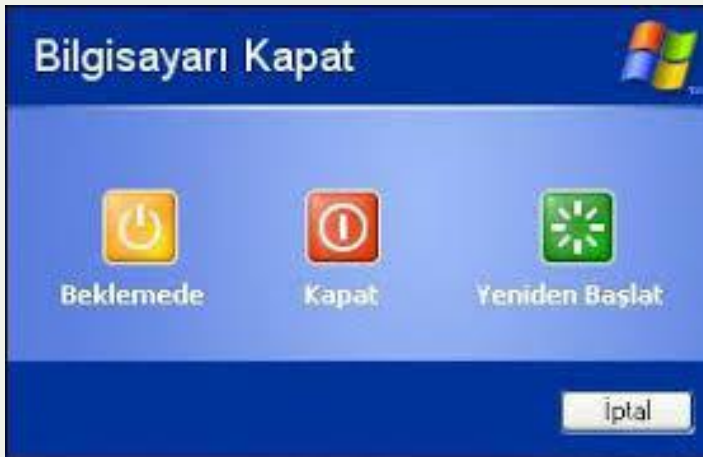 Bilgisayarı Kapat
Beklemede
Kapat
Yeniden Başlat
İptal